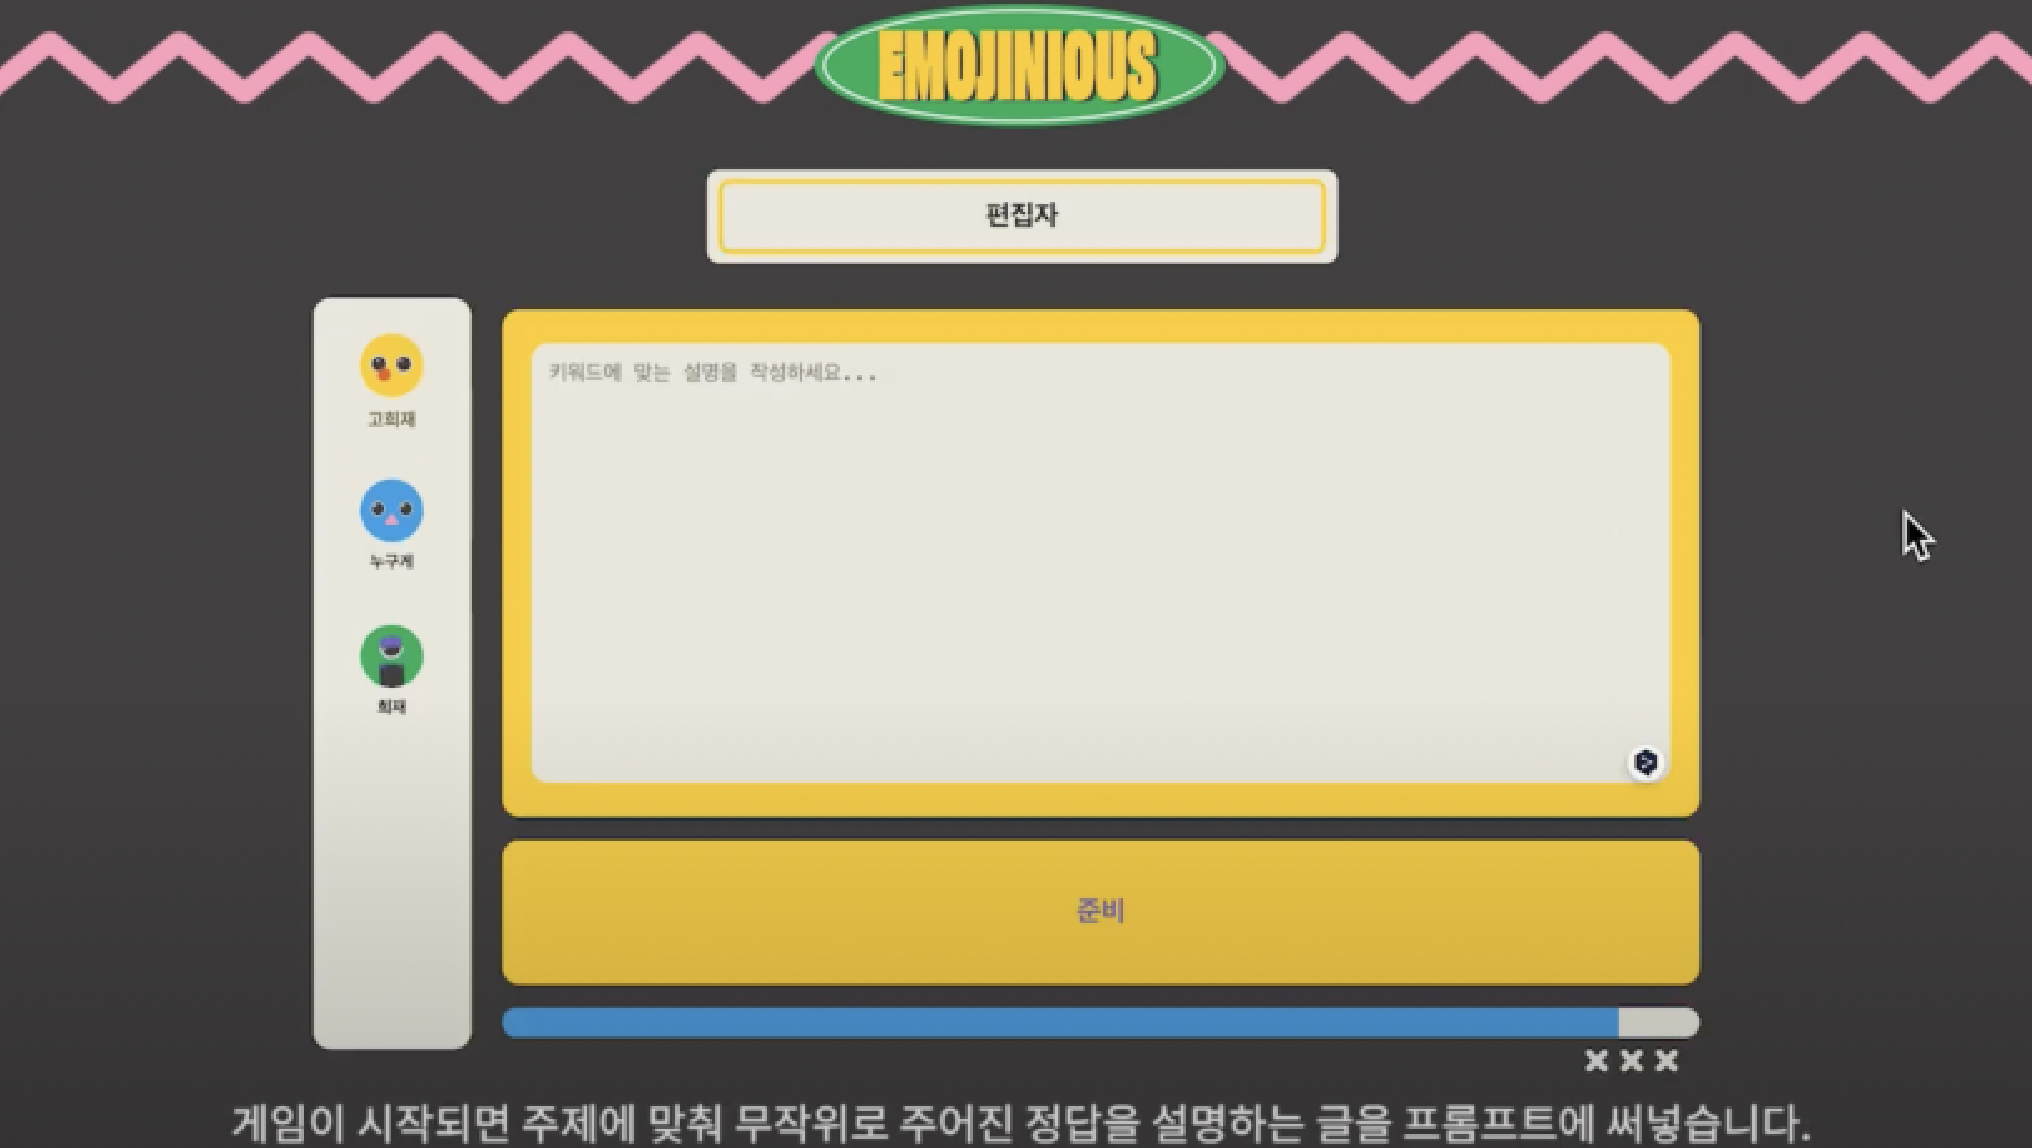 EMOJINIOUS
편집자
고희재
누구게
희재
키워드에 맞는 설명을 작성하세요...
준비
게임이 시작되면 주제에 맞춰 무작위로 주어진 정답을 설명하는 글을 프롬프트에 써넣습니다.